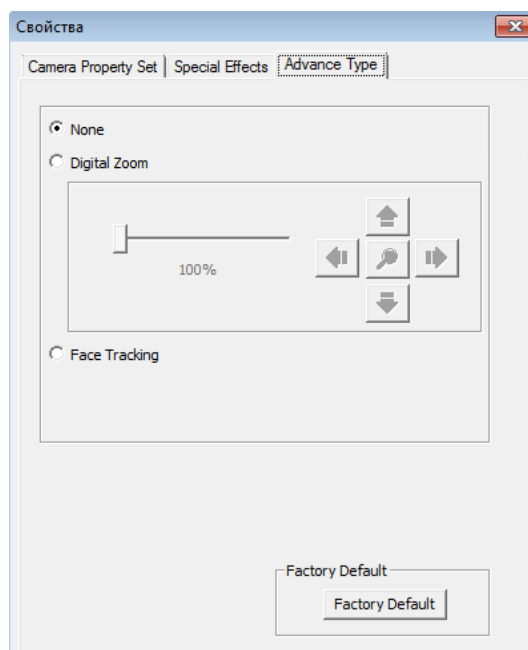 Свойства
Camera Property Set Special Effects Advance Type
None
Digital Zoom
100%
Face Tracking
Factory Default
Factory Default